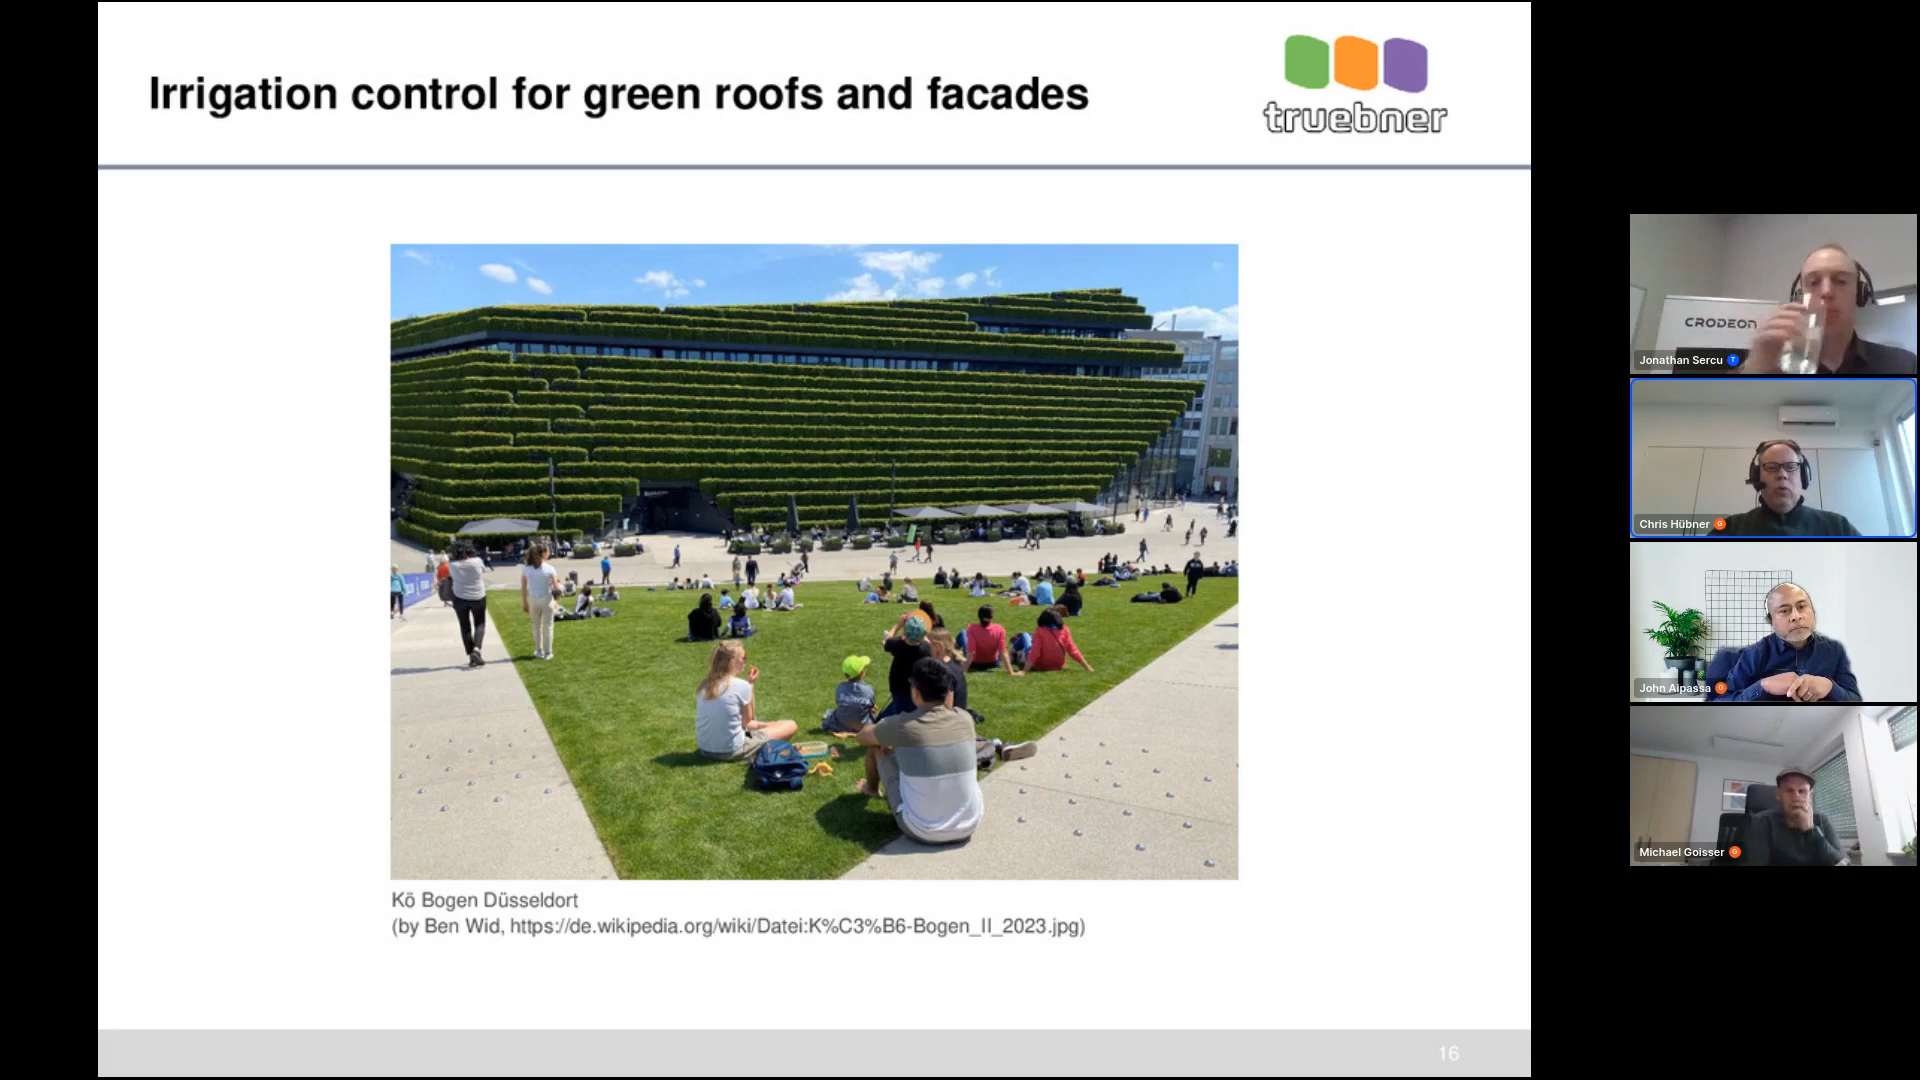 Irrigation control for green roofs and facades
truebner
Kö Bogen Düsseldort
(by Ben Wid, https://de.wikipedia.org/wiki/Datei:K%C3%B6-Bogen_II_2023.jpg)
16
CRODEON
Jonathan Sercu T
Chris Hübner G
John Aipassa G
Michael Goisser G